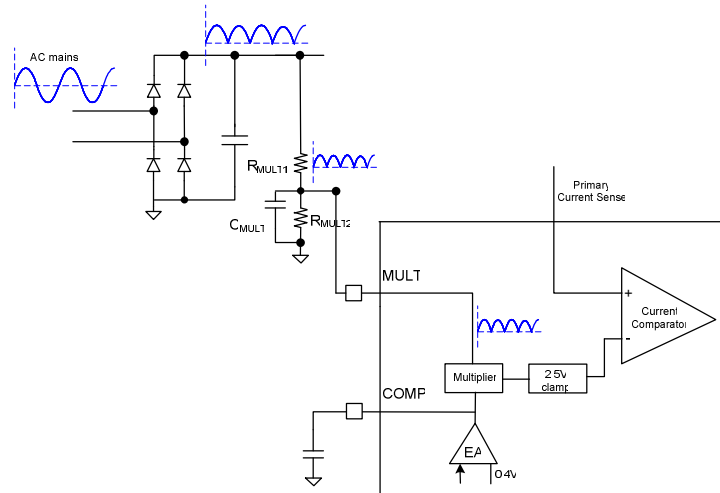 AC mains
RMULT1
CMULT
RMULT2
Primary
Current Sense
MULT
+
Current
Comparator
-
Multiplier
2.5V
clamp
COMP
EA
0.4V